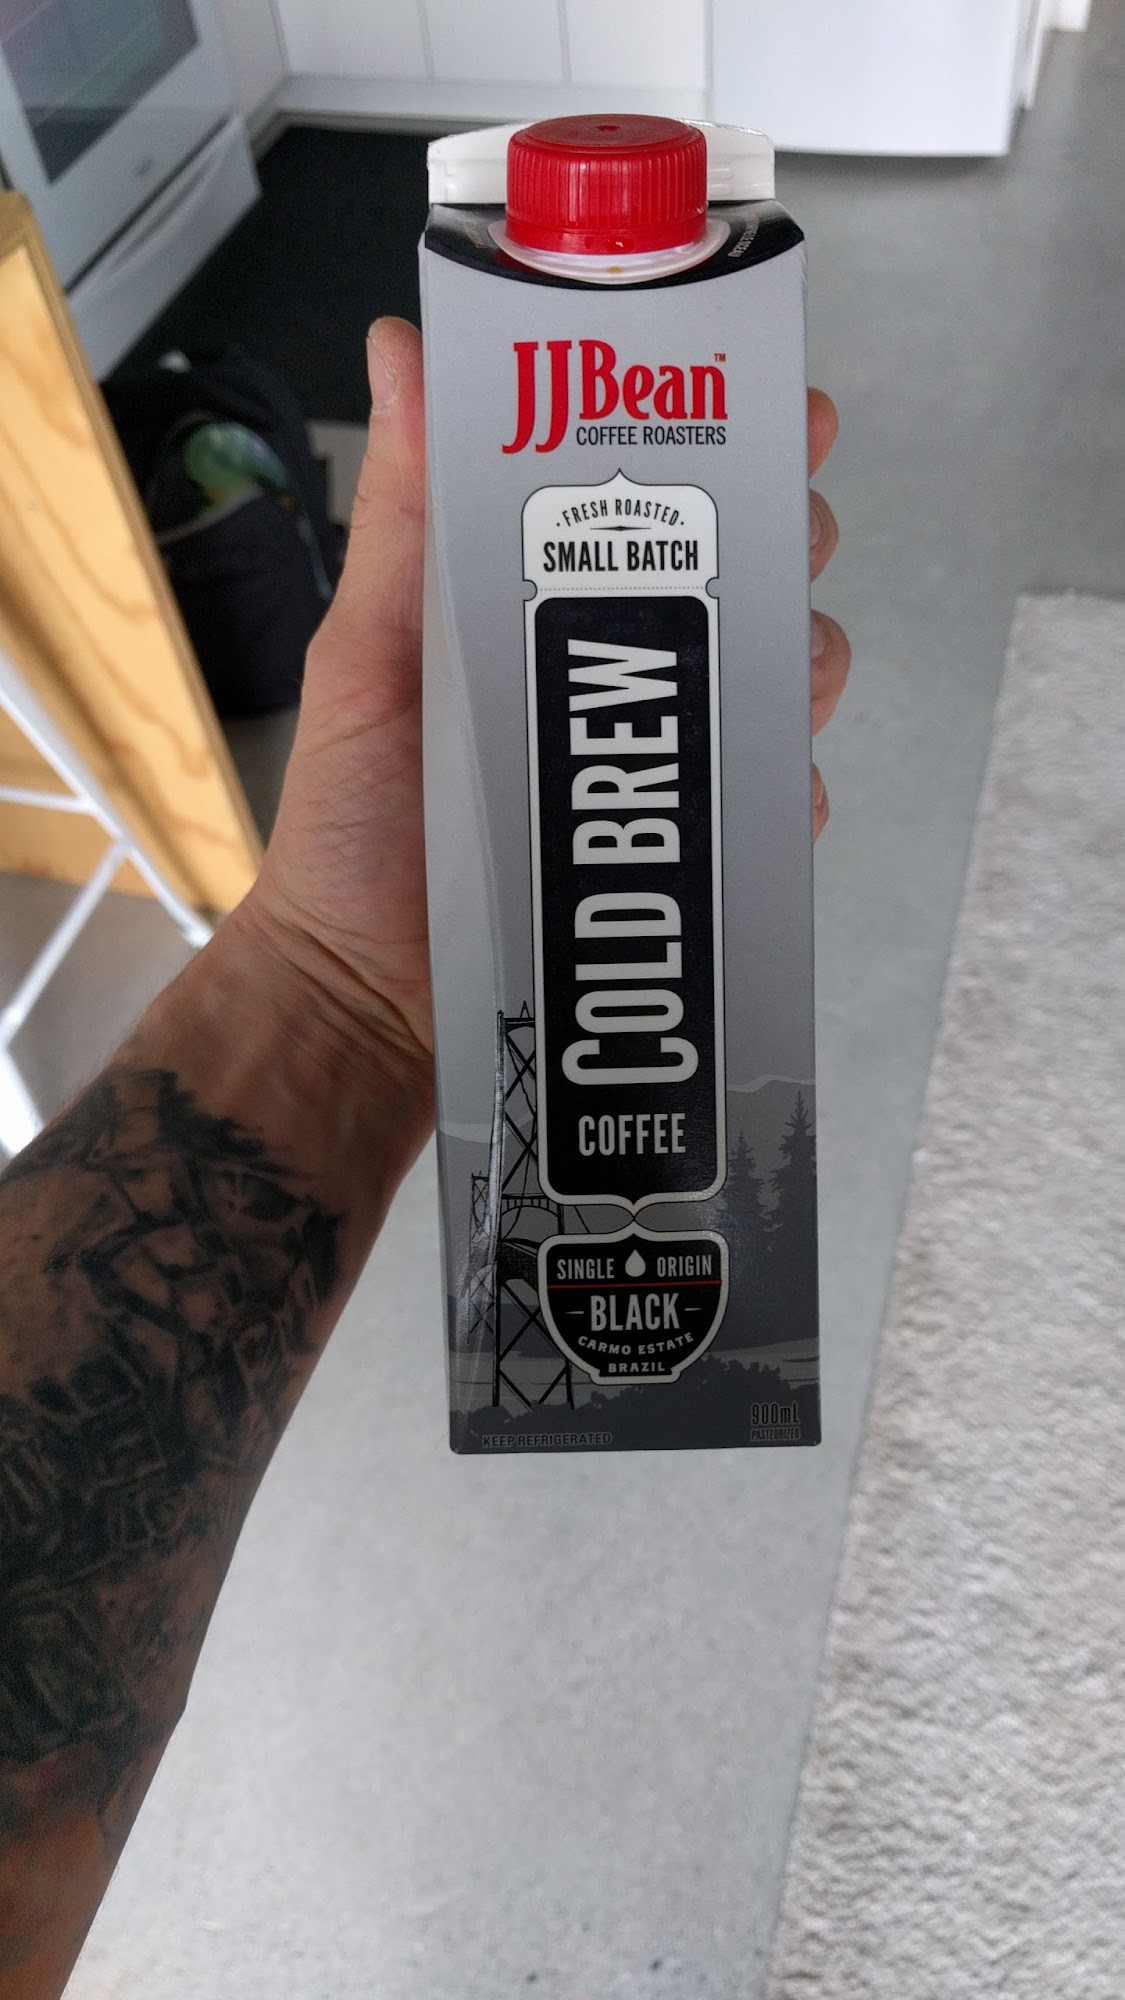 JJBean™
COFFEE ROASTERS
·FRESH ROASTED·
SMALL BATCH
COLD BREW
COFFEE
SINGLE ORIGIN
–BLACK–
CARMO ESTATE
BRAZIL
900mL
PASTEURIZED
KEEP REFRIGERATED